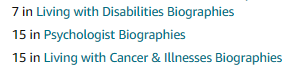 7 in Living with Disabilities Biographies
15 in Psychologist Biographies
15 in Living with Cancer & Illnesses Biographies